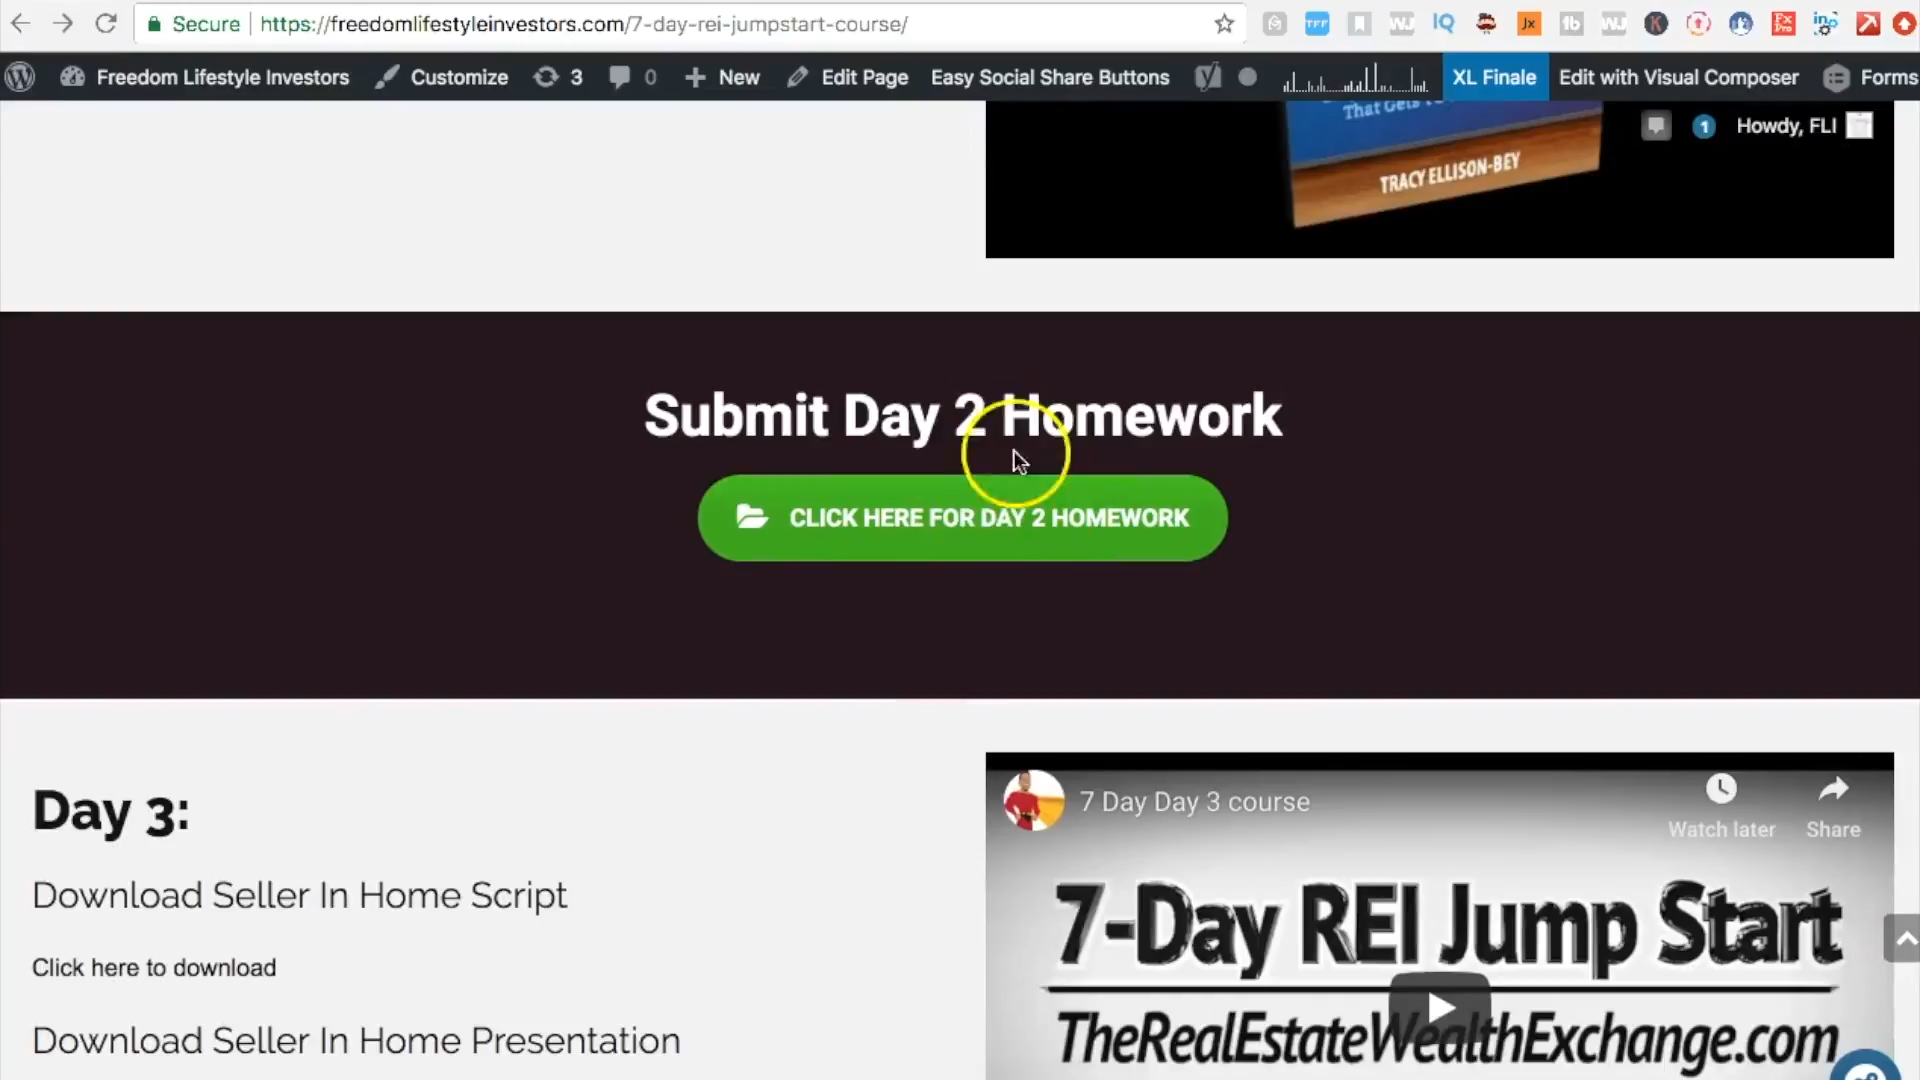 Secure https://freedomlifestyleinvestors.com/7-day-rei-jumpstart-course/
Freedom Lifestyle Investors Customize 3 0 New Edit Page Easy Social Share Buttons XL Finale Edit with Visual Composer Forms
Howdy, FLI 1
TRACY ELLISON-BEY
Submit Day 2 Homework
CLICK HERE FOR DAY 2 HOMEWORK
Day 3:
Download Seller In Home Script
Click here to download
Download Seller In Home Presentation
7 Day Day 3 course
Watch later Share
7-Day REI Jump Start
TheRealEstateWealthExchange.com